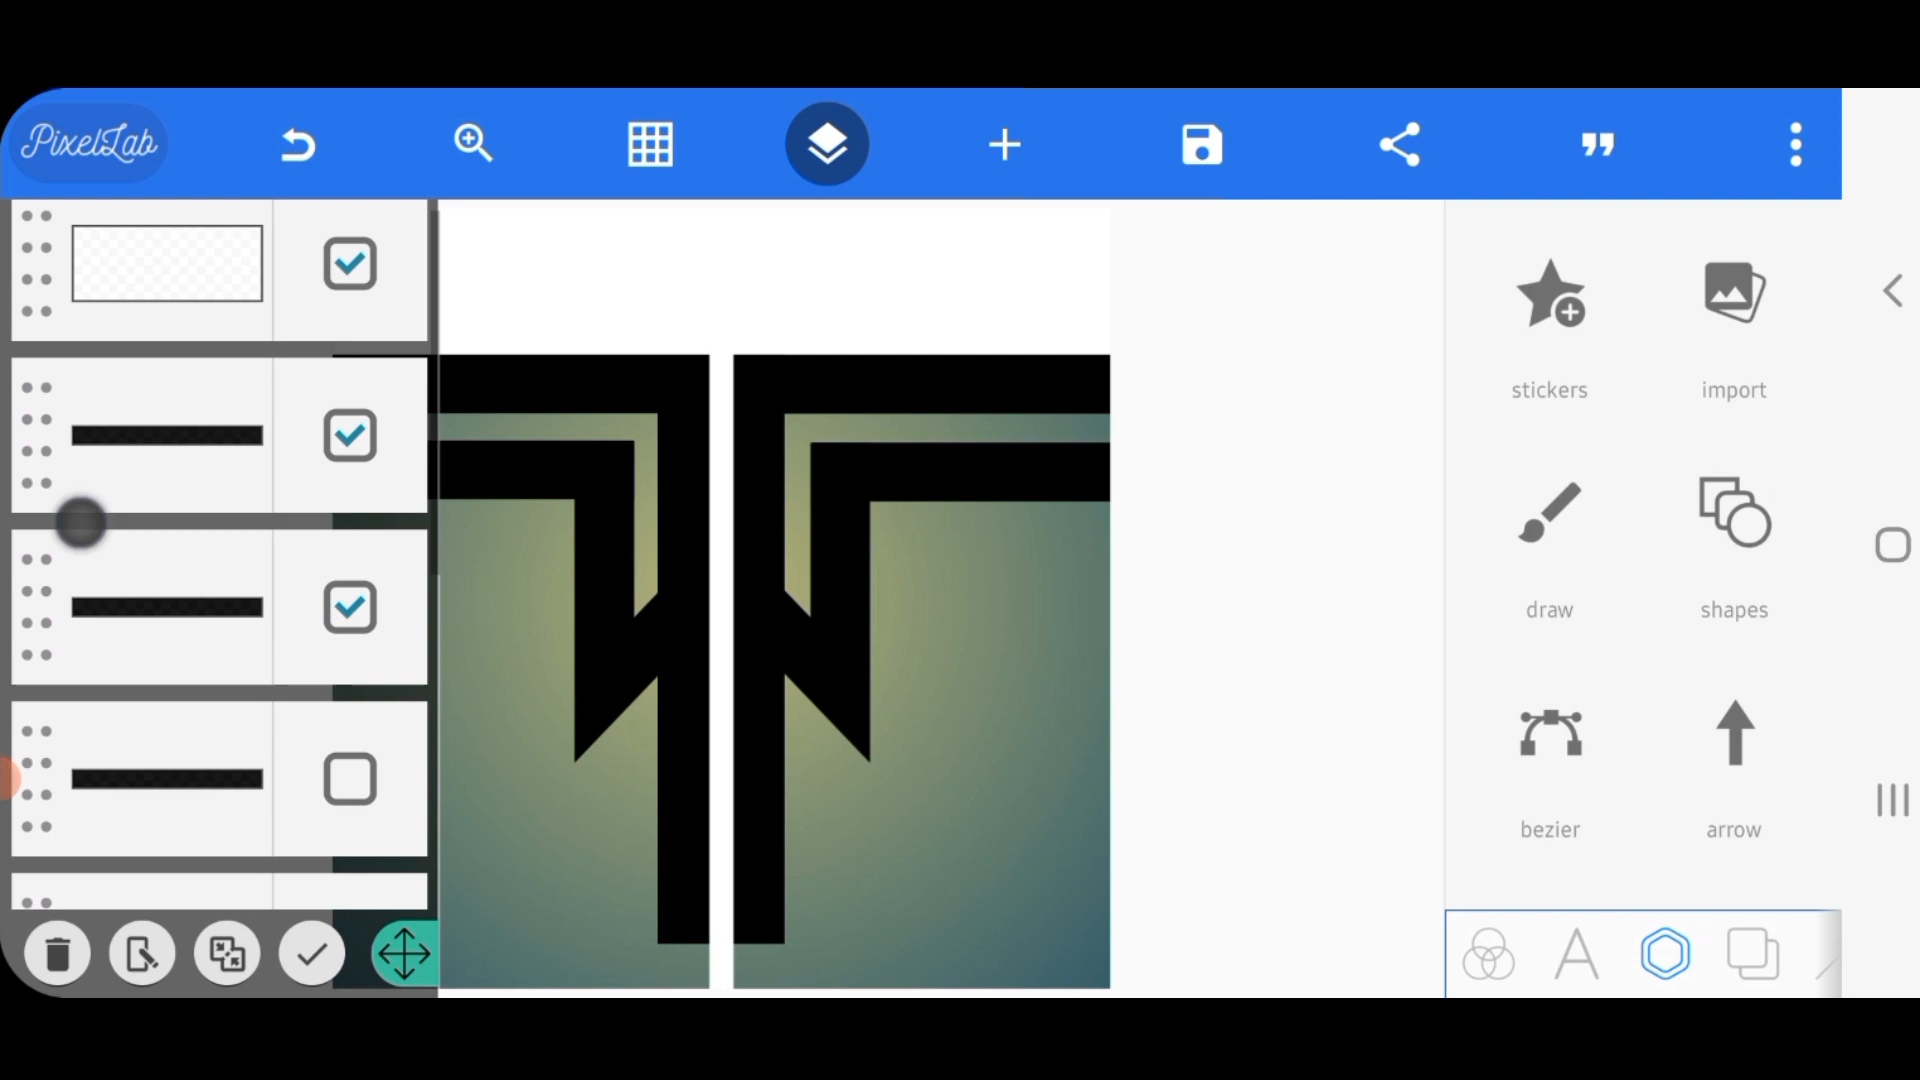 PixelLab
stickers
import
draw
shapes
bezier
arrow